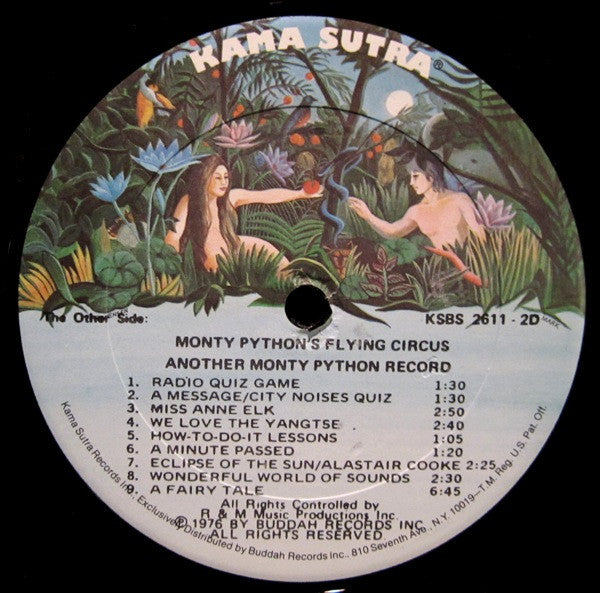 KAMA SUTRA®
The Other Side:
KSBS 2611 - 2D
MONTY PYTHON'S FLYING CIRCUS
ANOTHER MONTY PYTHON RECORD
1. RADIO QUIZ GAME 1:30
2. A MESSAGE/CITY NOISES QUIZ 1:30
3. MISS ANNE ELK 2:50
4. WE LOVE THE YANGTSE 2:40
5. HOW-TO-DO-IT LESSONS 1:05
6. A MINUTE PASSED 1:20
7. ECLIPSE OF THE SUN/ALASTAIR COOKE 2:25
8. WONDERFUL WORLD OF SOUNDS 2:30
9. A FAIRY TALE 6:45
All Rights Controlled by
R & M Music Productions Inc.
℗ 1976 BY BUDDAH RECORDS INC.
ALL RIGHTS RESERVED
Kama Sutra Records Inc., Exclusively Distributed by Buddah Records Inc., 810 Seventh Ave., N.Y. 10019—T.M. Reg. U.S. Pat. Off.